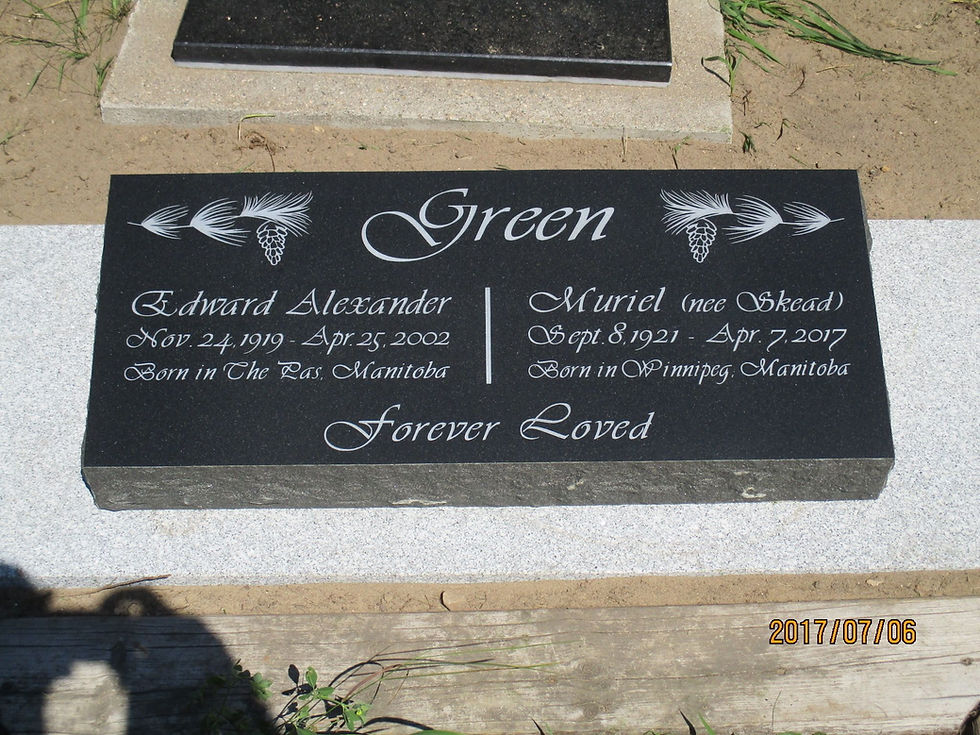 Green
Edward Alexander
Nov. 24, 1919 - Apr. 25, 2002
Born in The Pas, Manitoba
Muriel (nee Skead)
Sept. 8, 1921 - Apr. 7, 2017
Born in Winnipeg, Manitoba
Forever Loved
2017/07/06